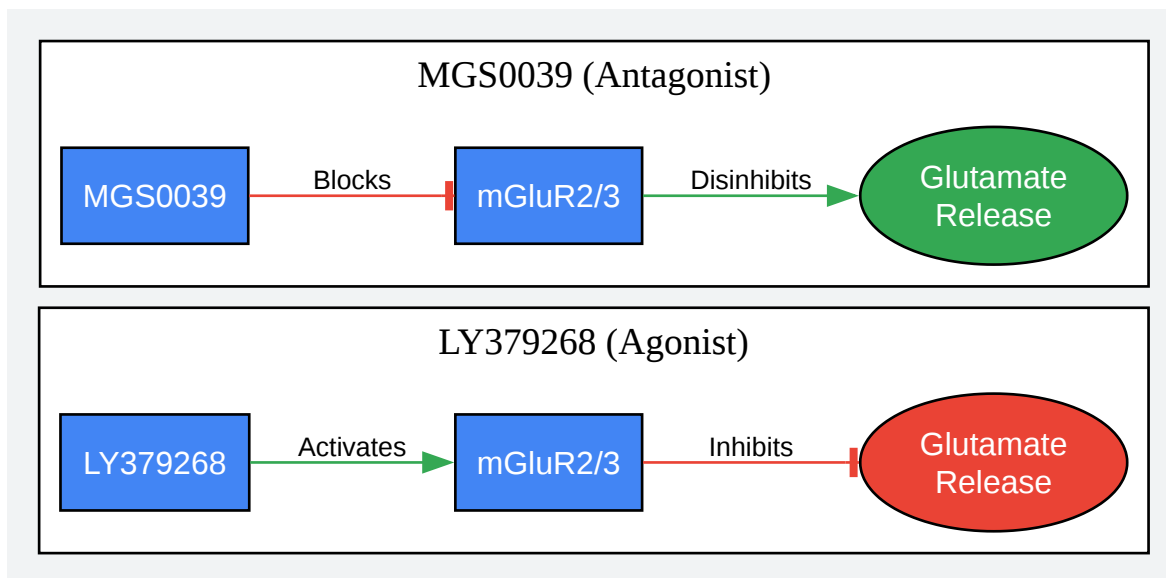 MGS0039 (Antagonist)
MGS0039
Blocks
mGluR2/3
Disinhibits
Glutamate
Release
LY379268 (Agonist)
LY379268
Activates
mGluR2/3
Inhibits
Glutamate
Release